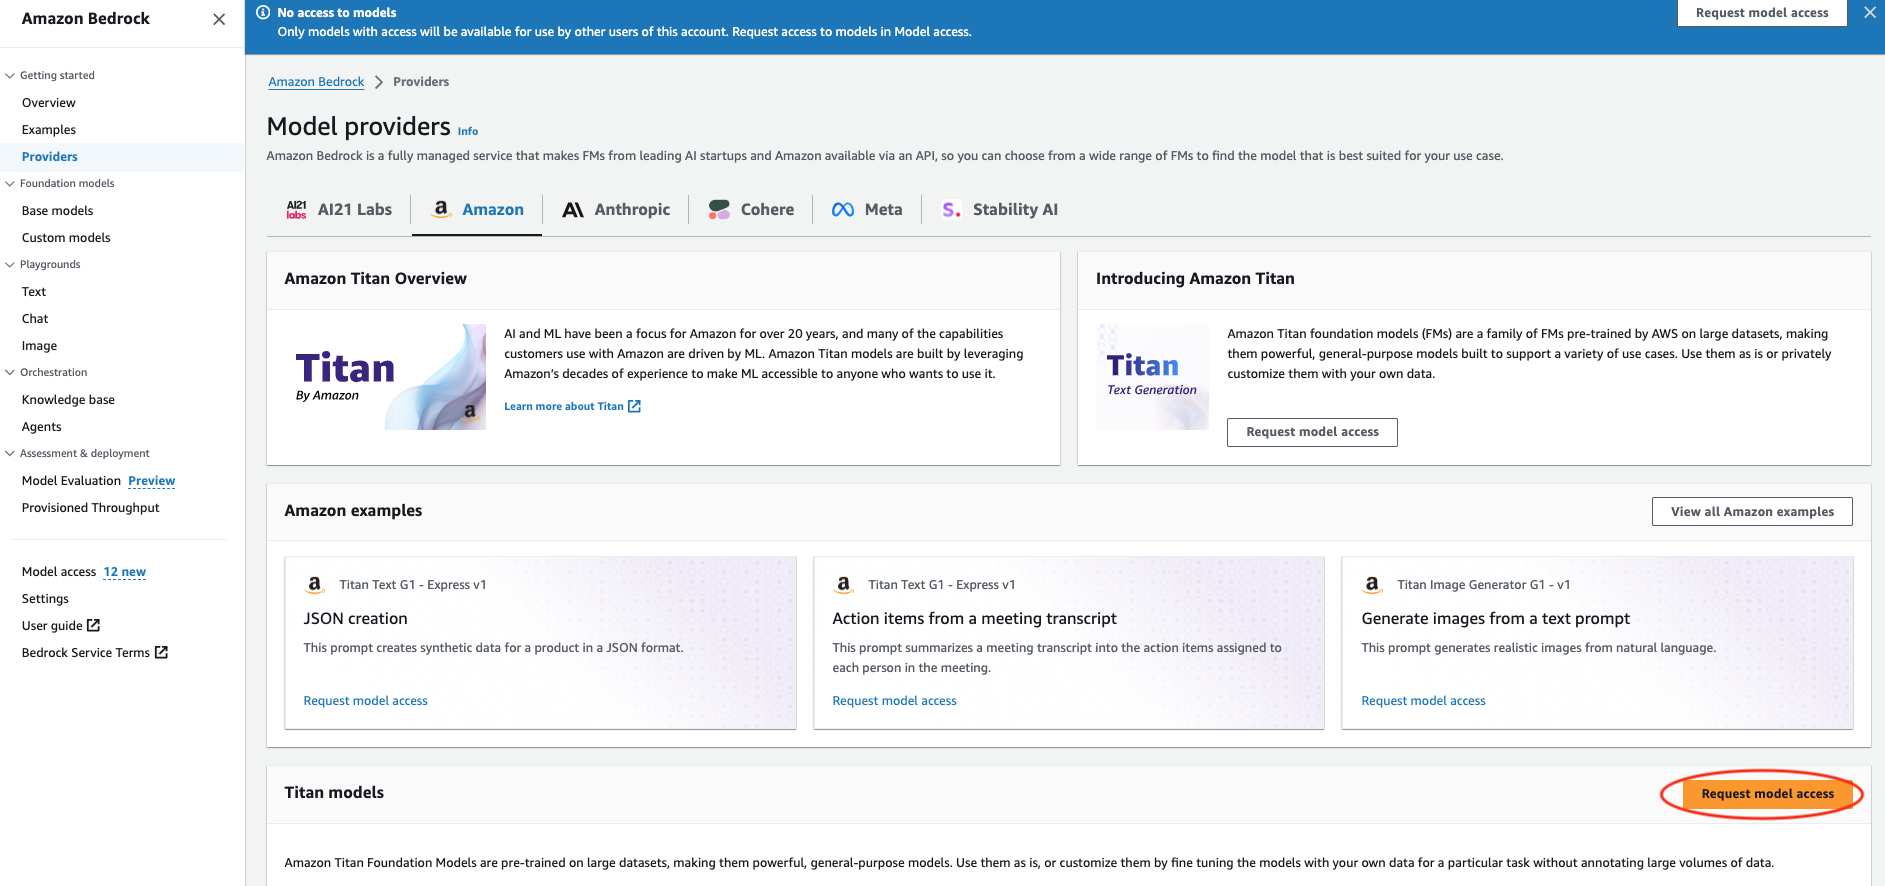 Amazon Bedrock
Getting started
Overview
Examples
Providers
Foundation models
Base models
Custom models
Playgrounds
Text
Chat
Image
Orchestration
Knowledge base
Agents
Assessment & deployment
Model Evaluation Preview
Provisioned Throughput
Model access 12 new
Settings
User guide
Bedrock Service Terms
No access to models
Only models with access will be available for use by other users of this account. Request access to models in Model access.
Request model access
Amazon Bedrock > Providers
Model providers Info
Amazon Bedrock is a fully managed service that makes FMs from leading AI startups and Amazon available via an API, so you can choose from a wide range of FMs to find the model that is best suited for your use case.
AI21 labs AI21 Labs
a Amazon
Anthropic
Cohere
Meta
S. Stability AI
Amazon Titan Overview
Titan
By Amazon
a
AI and ML have been a focus for Amazon for over 20 years, and many of the capabilities
customers use with Amazon are driven by ML. Amazon Titan models are built by leveraging
Amazon's decades of experience to make ML accessible to anyone who wants to use it.
Learn more about Titan
Introducing Amazon Titan
Titan
Text Generation
Amazon Titan foundation models (FMs) are a family of FMs pre-trained by AWS on large datasets, making
them powerful, general-purpose models built to support a variety of use cases. Use them as is or privately
customize them with your own data.
Request model access
Amazon examples
View all Amazon examples
a Titan Text G1 - Express v1
JSON creation
This prompt creates synthetic data for a product in a JSON format.
Request model access
a Titan Text G1 - Express v1
Action items from a meeting transcript
This prompt summarizes a meeting transcript into the action items assigned to
each person in the meeting.
Request model access
a Titan Image Generator G1 - v1
Generate images from a text prompt
This prompt generates realistic images from natural language.
Request model access
Titan models
Request model access
Amazon Titan Foundation Models are pre-trained on large datasets, making them powerful, general-purpose models. Use them as is, or customize them by fine tuning the models with your own data for a particular task without annotating large volumes of data.